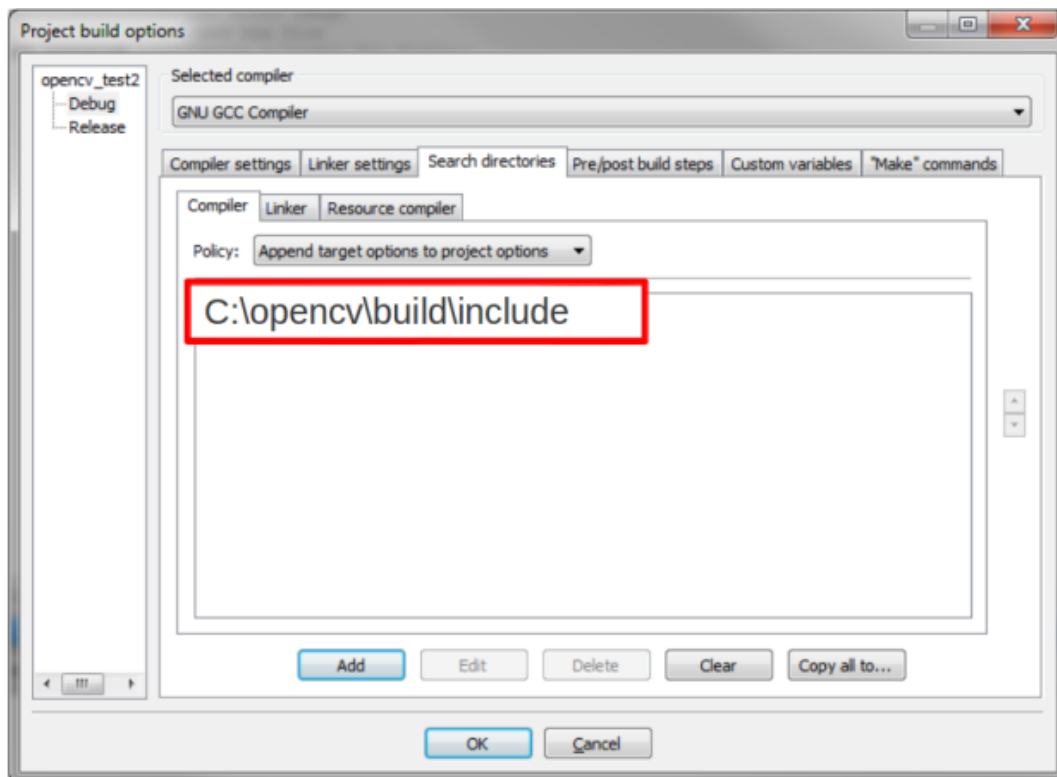 Project build options
opencv_test2
Debug
Release
Selected compiler
GNU GCC Compiler
Compiler settings Linker settings Search directories Pre/post build steps Custom variables "Make" commands
Compiler Linker Resource compiler
Policy: Append target options to project options
C:\opencv\build\include
Add Edit Delete Clear Copy all to...
OK Cancel